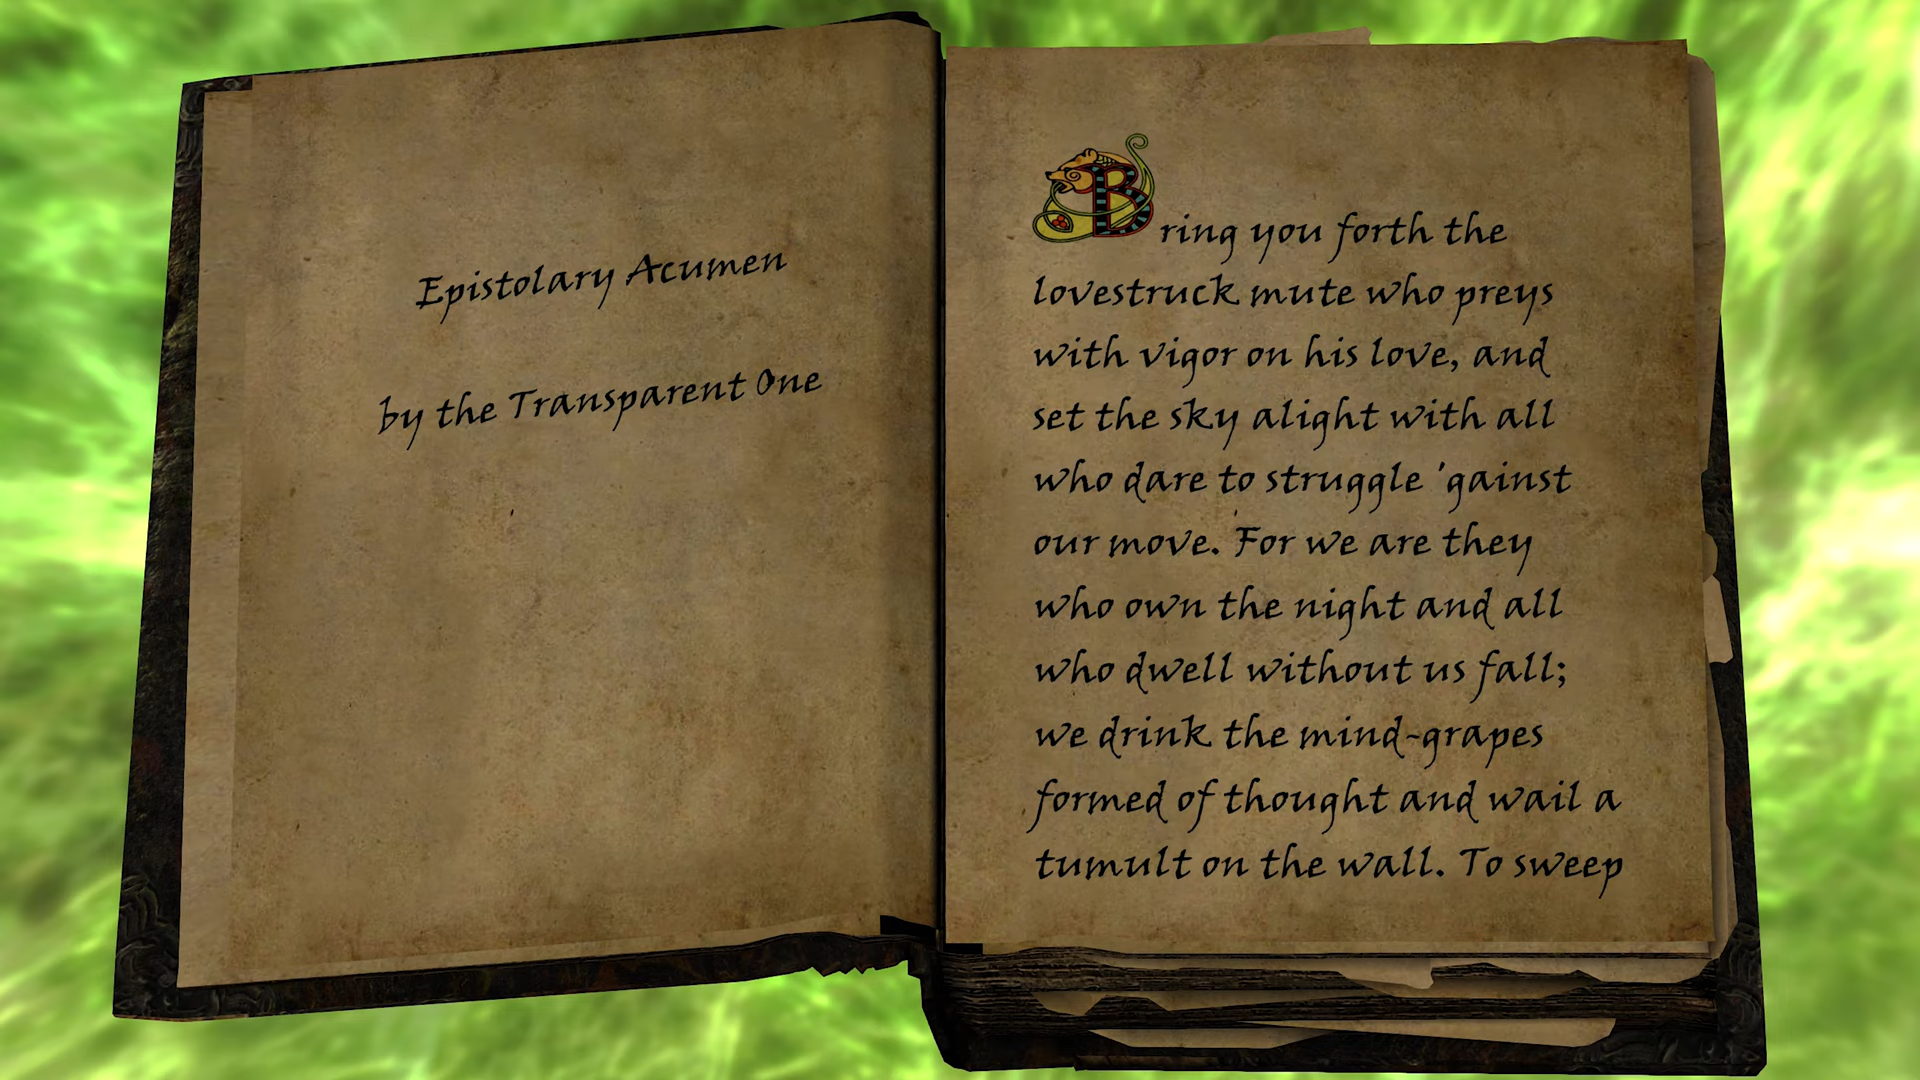 Epistolary Acumen
by the Transparent One
Bring you forth the
lovestruck mute who preys
with vigor on his love, and
set the sky alight with all
who dare to struggle 'gainst
our move. For we are they
who own the night and all
who dwell without us fall;
we drink the mind-grapes
formed of thought and wail a
tumult on the wall. To sweep